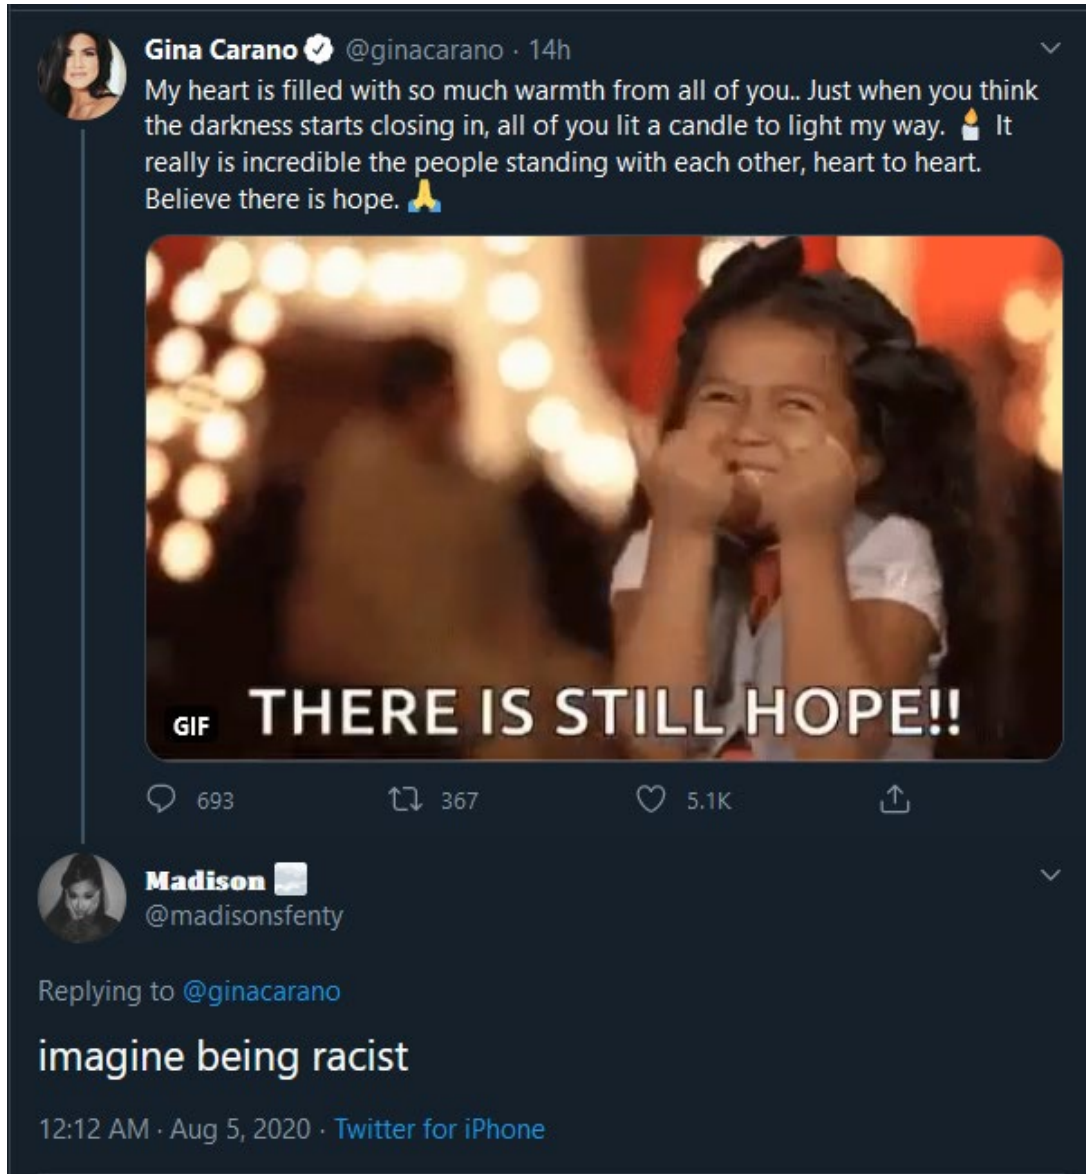 Gina Carano @ginacarano · 14h
My heart is filled with so much warmth from all of you.. Just when you think
the darkness starts closing in, all of you lit a candle to light my way. 🕯️ It
really is incredible the people standing with each other, heart to heart.
Believe there is hope. 🙏
GIF THERE IS STILL HOPE!!
693 367 5.1K
Madison
@madisonsfenty
Replying to @ginacarano
imagine being racist
12:12 AM · Aug 5, 2020 · Twitter for iPhone